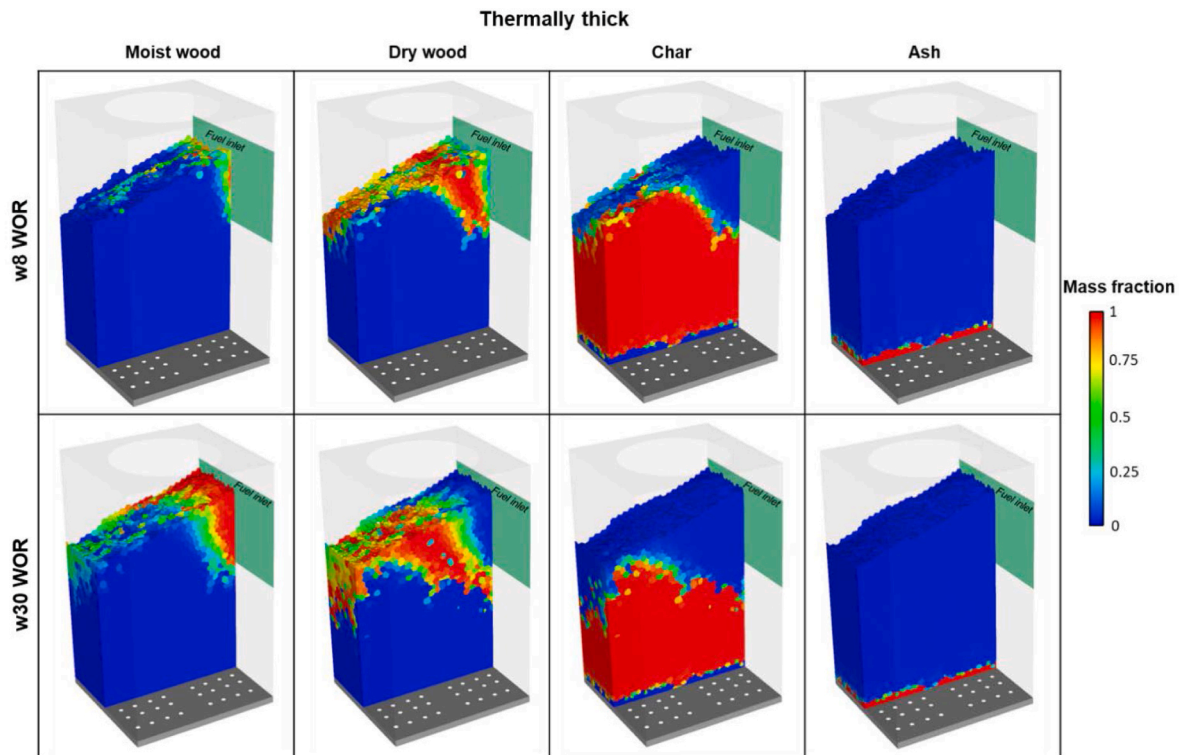 Thermally thick
Moist wood
Dry wood
Char
Ash
w8 WOR
Fuel inlet
Fuel inlet
Fuel inlet
Fuel inlet
Mass fraction
1
0.75
0.5
0.25
0
w30 WOR
Fuel inlet
Fuel inlet
Fuel inlet
Fuel inlet